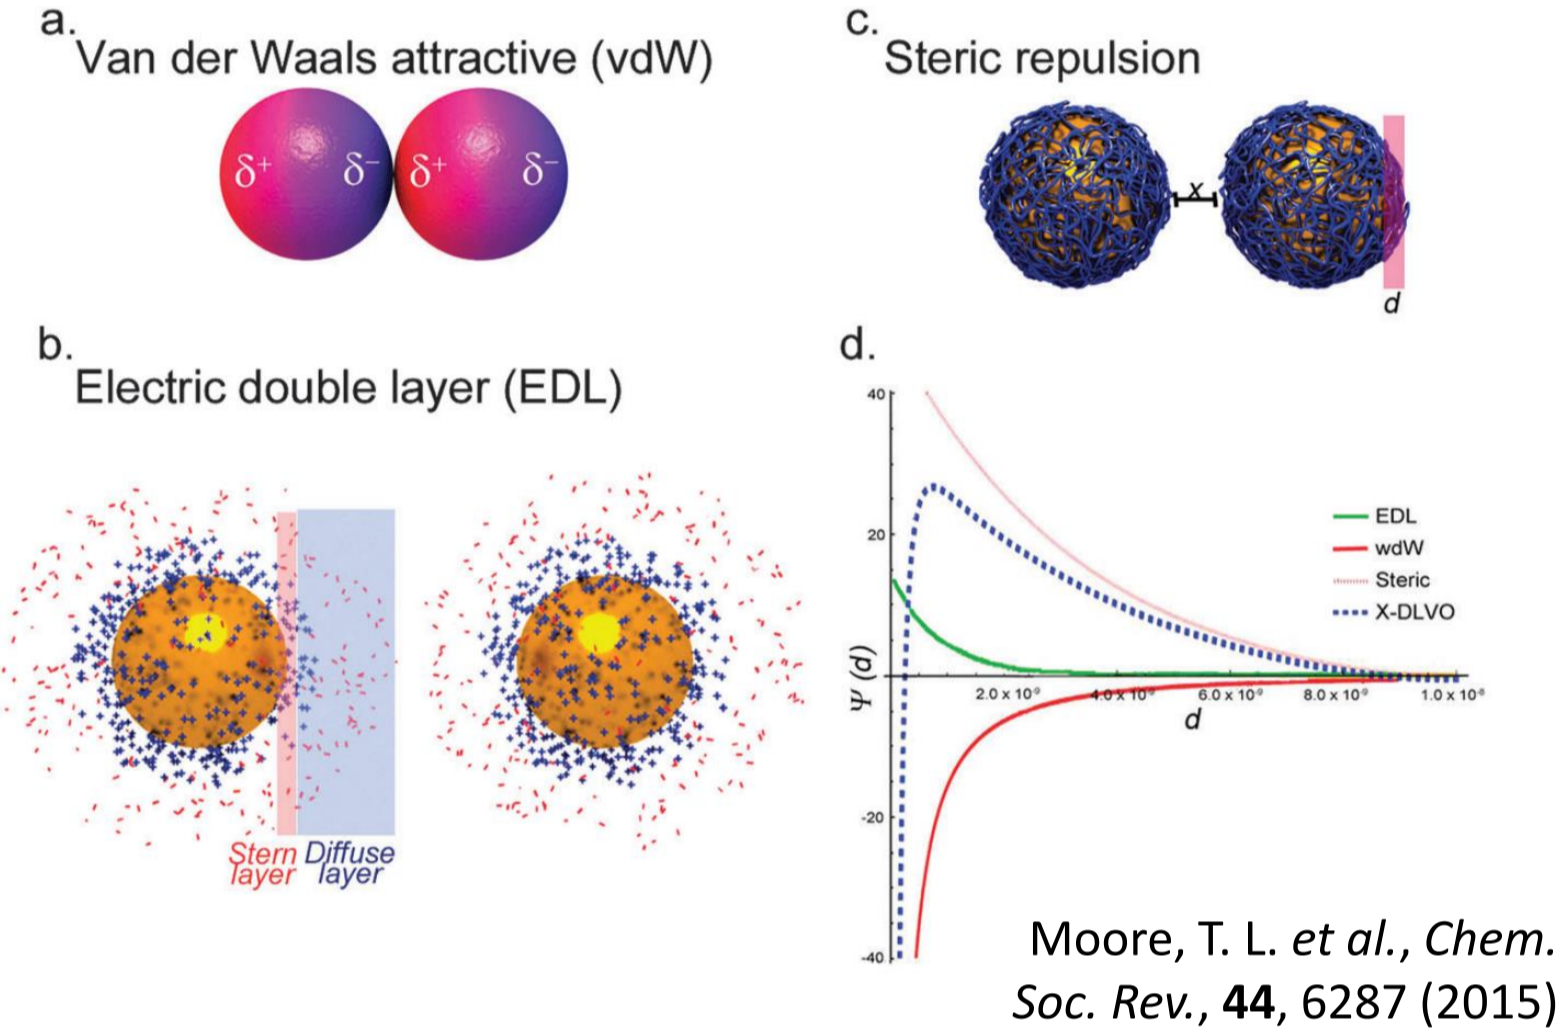 a.
Van der Waals attractive (vdW)
δ⁺ δ⁻ δ⁺ δ⁻
b.
Electric double layer (EDL)
Stern layer
Diffuse layer
c.
Steric repulsion
x
d
d.
40
20
-20
-40
Ψ (d)
2.0 x 10⁻⁹ 4.0 x 10⁻⁹ 6.0 x 10⁻⁹ 8.0 x 10⁻⁹ 1.0 x 10⁻⁸
d
EDL
wdW
Steric
X-DLVO
Moore, T. L. et al., Chem.
Soc. Rev., 44, 6287 (2015)